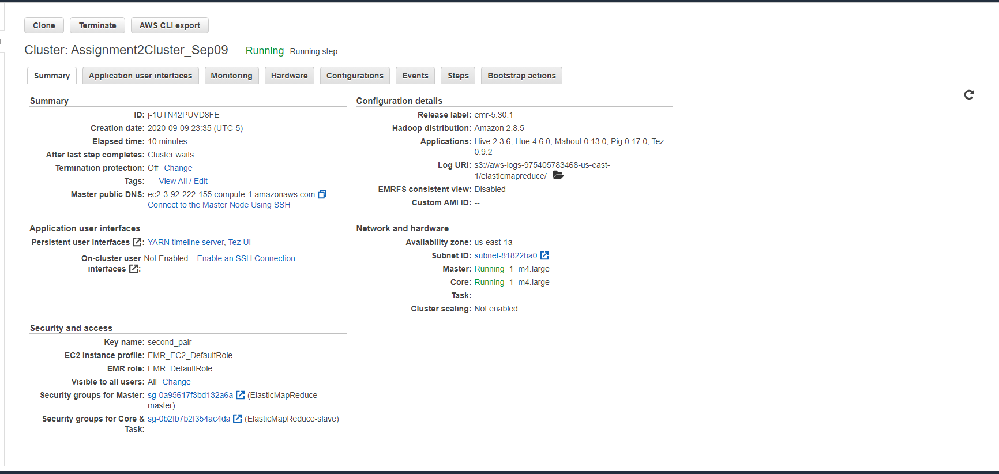 Clone Terminate AWS CLI export
Cluster: Assignment2Cluster_Sep09 Running Running step
Summary Application user interfaces Monitoring Hardware Configurations Events Steps Bootstrap actions
Summary
ID: j-1UTN42PUVD8FE
Creation date: 2020-09-09 23:35 (UTC-5)
Elapsed time: 10 minutes
After last step completes: Cluster waits
Termination protection: Off Change
Tags: -- View All / Edit
Master public DNS: ec2-3-92-222-155.compute-1.amazonaws.com
Connect to the Master Node Using SSH
Configuration details
Release label: emr-5.30.1
Hadoop distribution: Amazon 2.8.5
Applications: Hive 2.3.6, Hue 4.6.0, Mahout 0.13.0, Pig 0.17.0, Tez
0.9.2
Log URI: s3://aws-logs-975405783468-us-east-
1/elasticmapreduce/
EMRFS consistent view: Disabled
Custom AMI ID: --
Application user interfaces
Persistent user interfaces : YARN timeline server, Tez UI
On-cluster user Not Enabled Enable an SSH Connection
interfaces :
Network and hardware
Availability zone: us-east-1a
Subnet ID: subnet-81822ba0
Master: Running 1 m4.large
Core: Running 1 m4.large
Task: --
Cluster scaling: Not enabled
Security and access
Key name: second_pair
EC2 instance profile: EMR_EC2_DefaultRole
EMR role: EMR_DefaultRole
Visible to all users: All Change
Security groups for Master: sg-0a95617f3bd132a6a (ElasticMapReduce-
master)
Security groups for Core & sg-0b2fb7b2f354ac4da (ElasticMapReduce-slave)
Task: